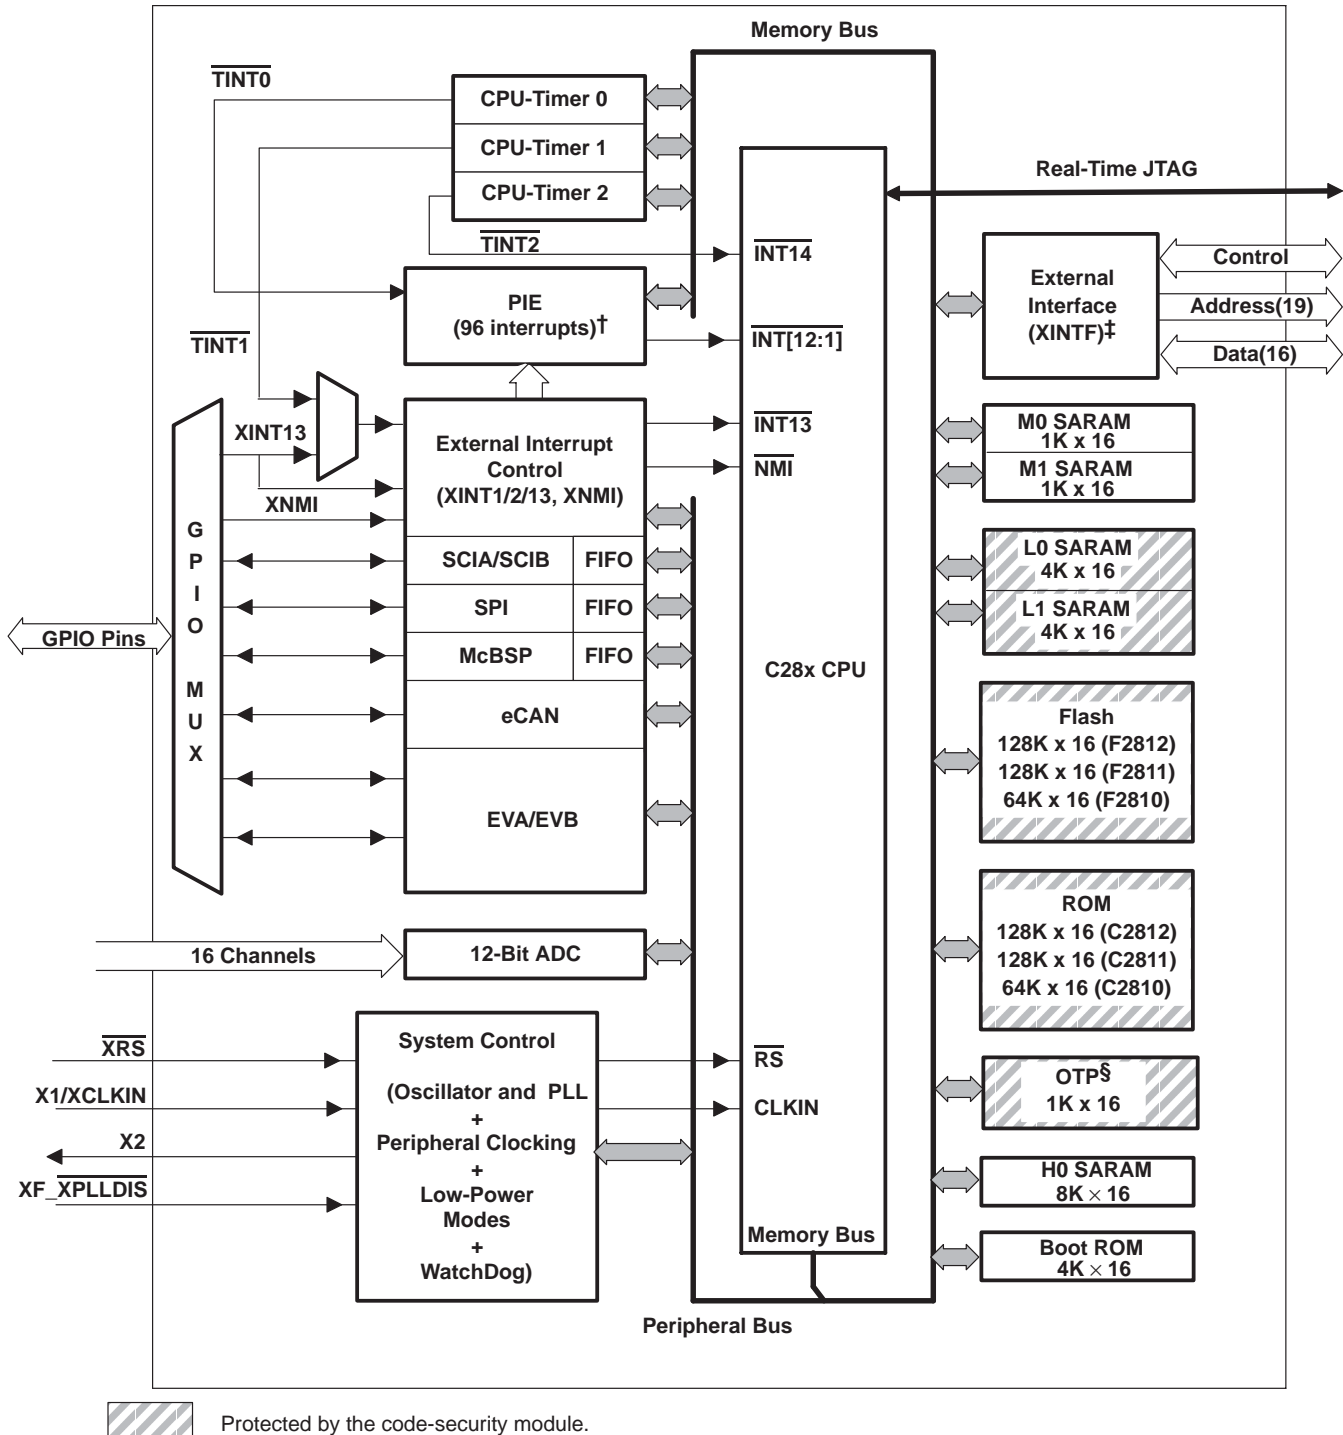 Memory Bus
TINT0
CPU-Timer 0
CPU-Timer 1
CPU-Timer 2
Real-Time JTAG
TINT2
INT14
PIE
(96 interrupts)†
INT[12:1]
External
Interface
(XINTF)‡
Control
Address(19)
Data(16)
TINT1
XINT13
XNMI
External Interrupt
Control
(XINT1/2/13, XNMI)
INT13
NMI
M0 SARAM
1K x 16
M1 SARAM
1K x 16
L0 SARAM
4K x 16
L1 SARAM
4K x 16
GPIO Pins
G
P
I
O
M
U
X
SCIA/SCIB
FIFO
SPI
FIFO
McBSP
FIFO
eCAN
EVA/EVB
C28x CPU
Flash
128K x 16 (F2812)
128K x 16 (F2811)
64K x 16 (F2810)
ROM
128K x 16 (C2812)
128K x 16 (C2811)
64K x 16 (C2810)
16 Channels
12-Bit ADC
XRS
X1/XCLKIN
X2
XF_XPLLDIS
System Control
(Oscillator and PLL
+
Peripheral Clocking
+
Low-Power
Modes
+
WatchDog)
RS
CLKIN
OTP§
1K x 16
H0 SARAM
8K × 16
Boot ROM
4K × 16
Memory Bus
Peripheral Bus
Protected by the code-security module.